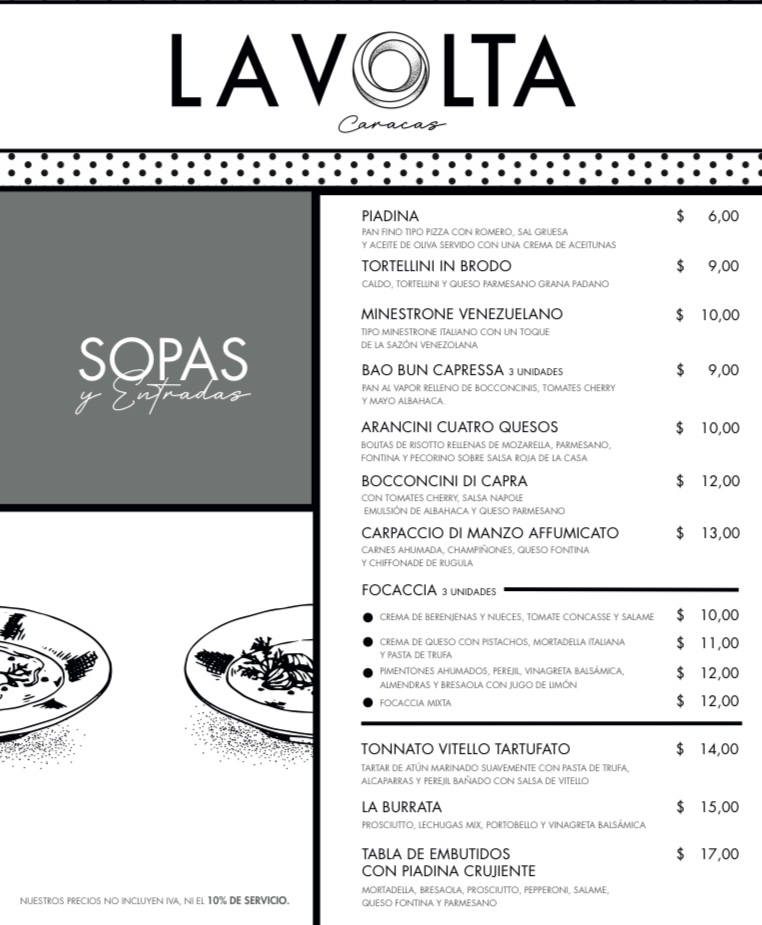 LAVOLTA
Caracas
SOPAS
y Entradas
PIADINA $ 6,00
PAN FINO TIPO PIZZA CON ROMERO, SAL GRUESA
Y ACEITE DE OLIVA SERVIDO CON UNA CREMA DE ACEITUNAS
TORTELLINI IN BRODO $ 9,00
CALDO, TORTELLINI Y QUESO PARMESANO GRANA PADANO
MINESTRONE VENEZUELANO $ 10,00
TIPO MINESTRONE ITALIANO CON UN TOQUE
DE LA SAZÓN VENEZOLANA
BAO BUN CAPRESSA 3 UNIDADES $ 9,00
PAN AL VAPOR RELLENO DE BOCCONCINIS, TOMATES CHERRY
Y MAYO ALBAHACA.
ARANCINI CUATRO QUESOS $ 10,00
BOLITAS DE RISOTTO RELLENAS DE MOZARELLA, PARMESANO,
FONTINA Y PECORINO SOBRE SALSA ROJA DE LA CASA
BOCCONCINI DI CAPRA $ 12,00
CON TOMATES CHERRY, SALSA NAPOLE
EMULSIÓN DE ALBAHACA Y QUESO PARMESANO
CARPACCIO DI MANZO AFFUMICATO $ 13,00
CARNES AHUMADA, CHAMPIÑONES, QUESO FONTINA
Y CHIFFONADE DE RUGULA
FOCACCIA 3 UNIDADES
● CREMA DE BERENJENAS Y NUECES, TOMATE CONCASSE Y SALAME $ 10,00
● CREMA DE QUESO CON PISTACHOS, MORTADELLA ITALIANA $ 11,00
Y PASTA DE TRUFA
● PIMENTONES AHUMADOS, PEREJIL, VINAGRETA BALSÁMICA, $ 12,00
ALMENDRAS Y BRESAOLA CON JUGO DE LIMÓN
● FOCACCIA MIXTA $ 12,00
TONNATO VITELLO TARTUFATO $ 14,00
TARTAR DE ATÚN MARINADO SUAVEMENTE CON PASTA DE TRUFA,
ALCAPARRAS Y PEREJIL BAÑADO CON SALSA DE VITELLO
LA BURRATA $ 15,00
PROSCIUTTO, LECHUGAS MIX, PORTOBELLO Y VINAGRETA BALSÁMICA
TABLA DE EMBUTIDOS $ 17,00
CON PIADINA CRUJIENTE
MORTADELLA, BRESAOLA, PROSCIUTTO, PEPPERONI, SALAME,
QUESO FONTINA Y PARMESANO
NUESTROS PRECIOS NO INCLUYEN IVA, NI EL 10% DE SERVICIO.